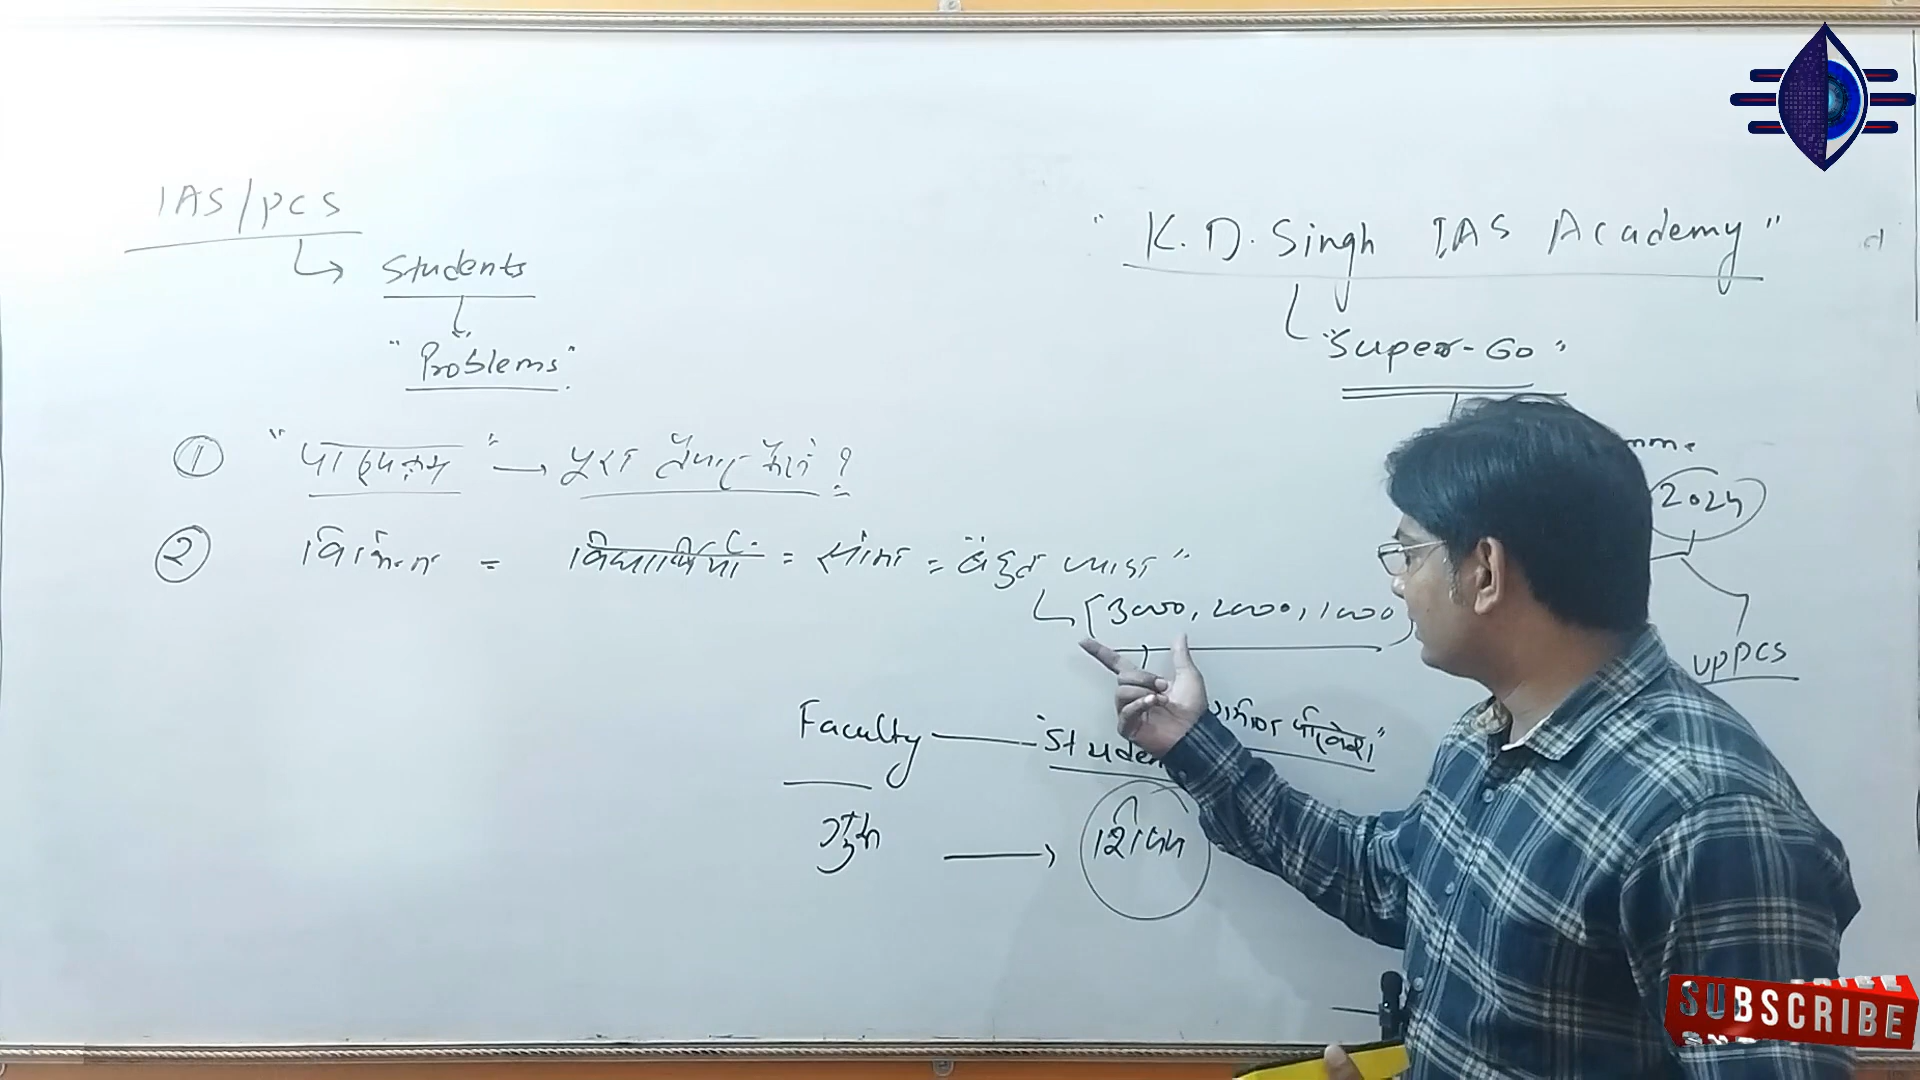 IAS/PCS
Students
"Problems"
① "पाठ्यक्रम" → पूरा तैयार कैसे ?
② = विद्यार्थियों = = बहुत ज्यादा"
[3000, 2000, 1000]
Faculty — Student
गुरु → शिष्य
"K.D. Singh IAS Academy"
"Super-60"
2024
UPPCS
SUBSCRIBE